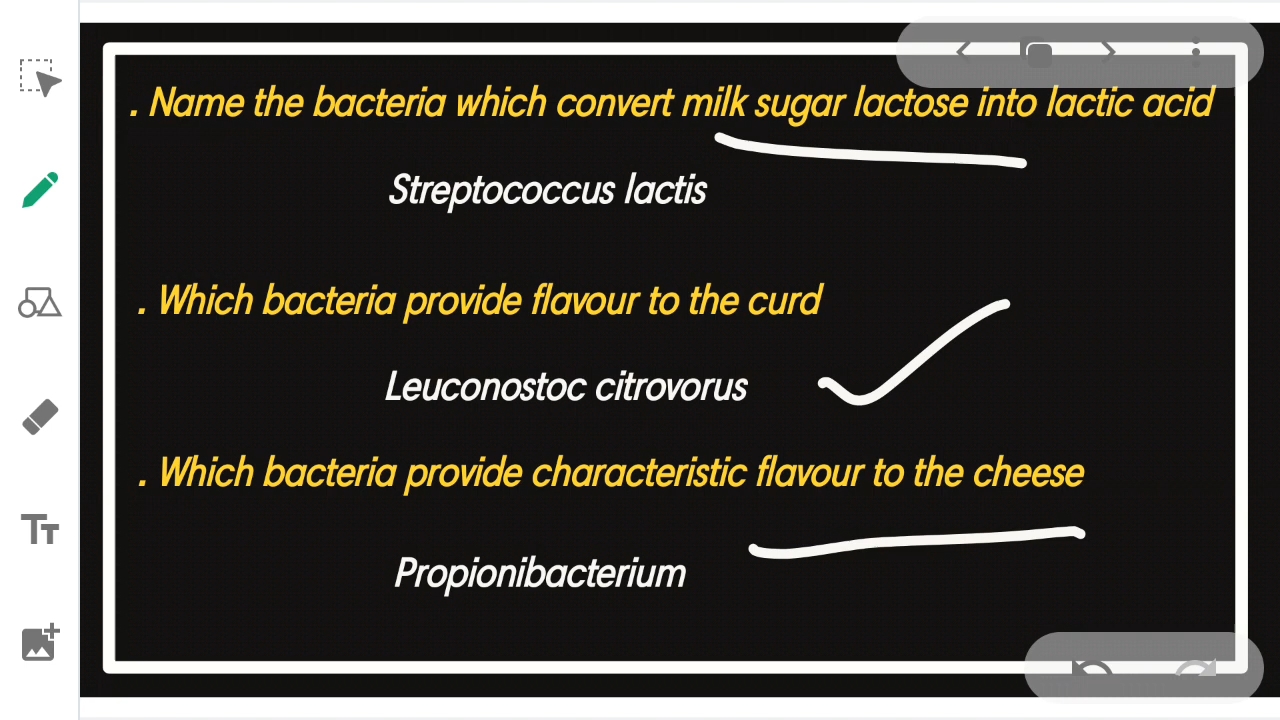 . Name the bacteria which convert milk sugar lactose into lactic acid
Streptococcus lactis
. Which bacteria provide flavour to the curd
Leuconostoc citrovorus
. Which bacteria provide characteristic flavour to the cheese
Propionibacterium